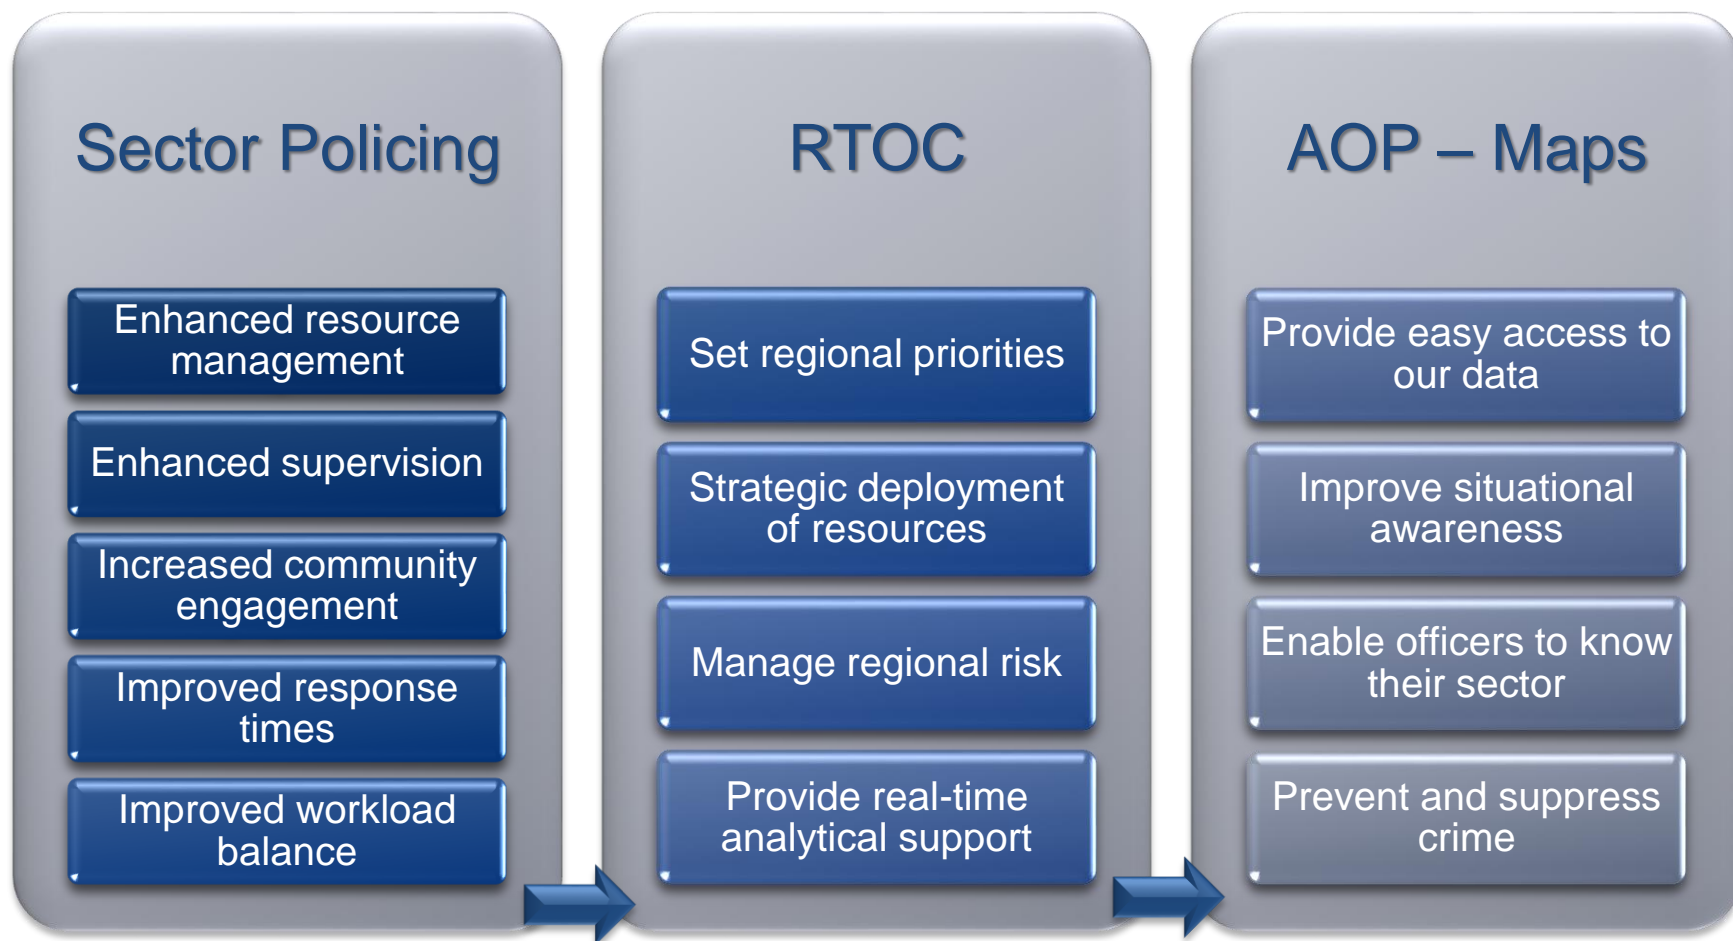 Sector Policing
Enhanced resource
management
Enhanced supervision
Increased community
engagement
Improved response
times
Improved workload
balance
RTOC
Set regional priorities
Strategic deployment
of resources
Manage regional risk
Provide real-time
analytical support
AOP – Maps
Provide easy access to
our data
Improve situational
awareness
Enable officers to know
their sector
Prevent and suppress
crime